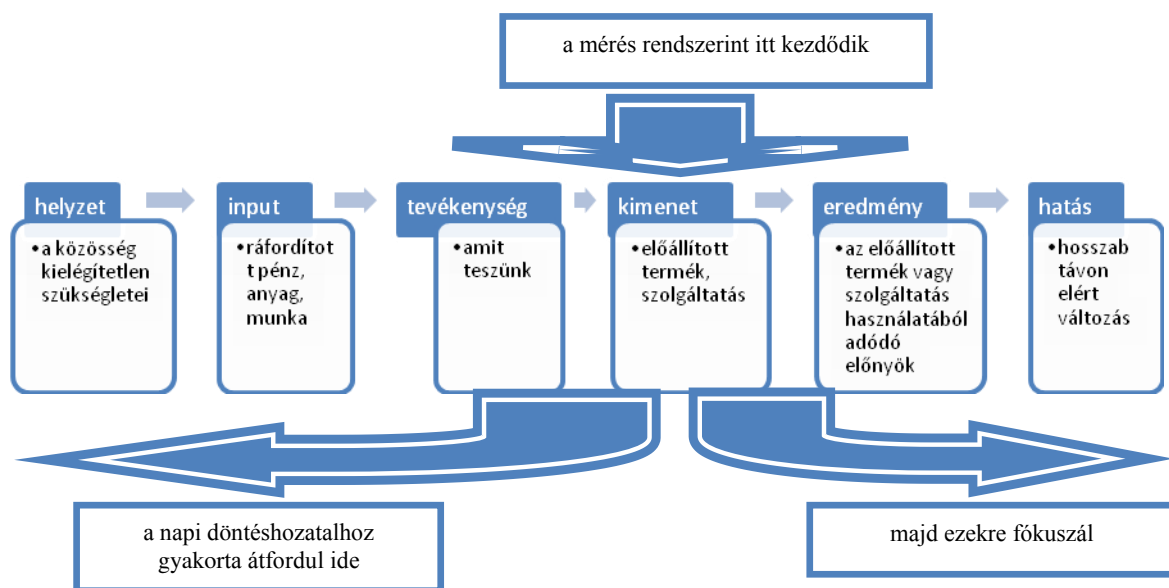 a mérés rendszerint itt kezdődik
helyzet
•a közösség
kielégítetlen
szükségletei
input
•ráfordítot
t pénz,
anyag,
munka
tevékenység
•amit
teszünk
kimenet
•előállított
termék,
szolgáltatás
eredmény
•az előállított
termék vagy
szolgáltatás
használatából
adódó
előnyök
hatás
•hosszab
távon
elért
változás
a napi döntéshozatalhoz
gyakorta átfordul ide
majd ezekre fókuszál